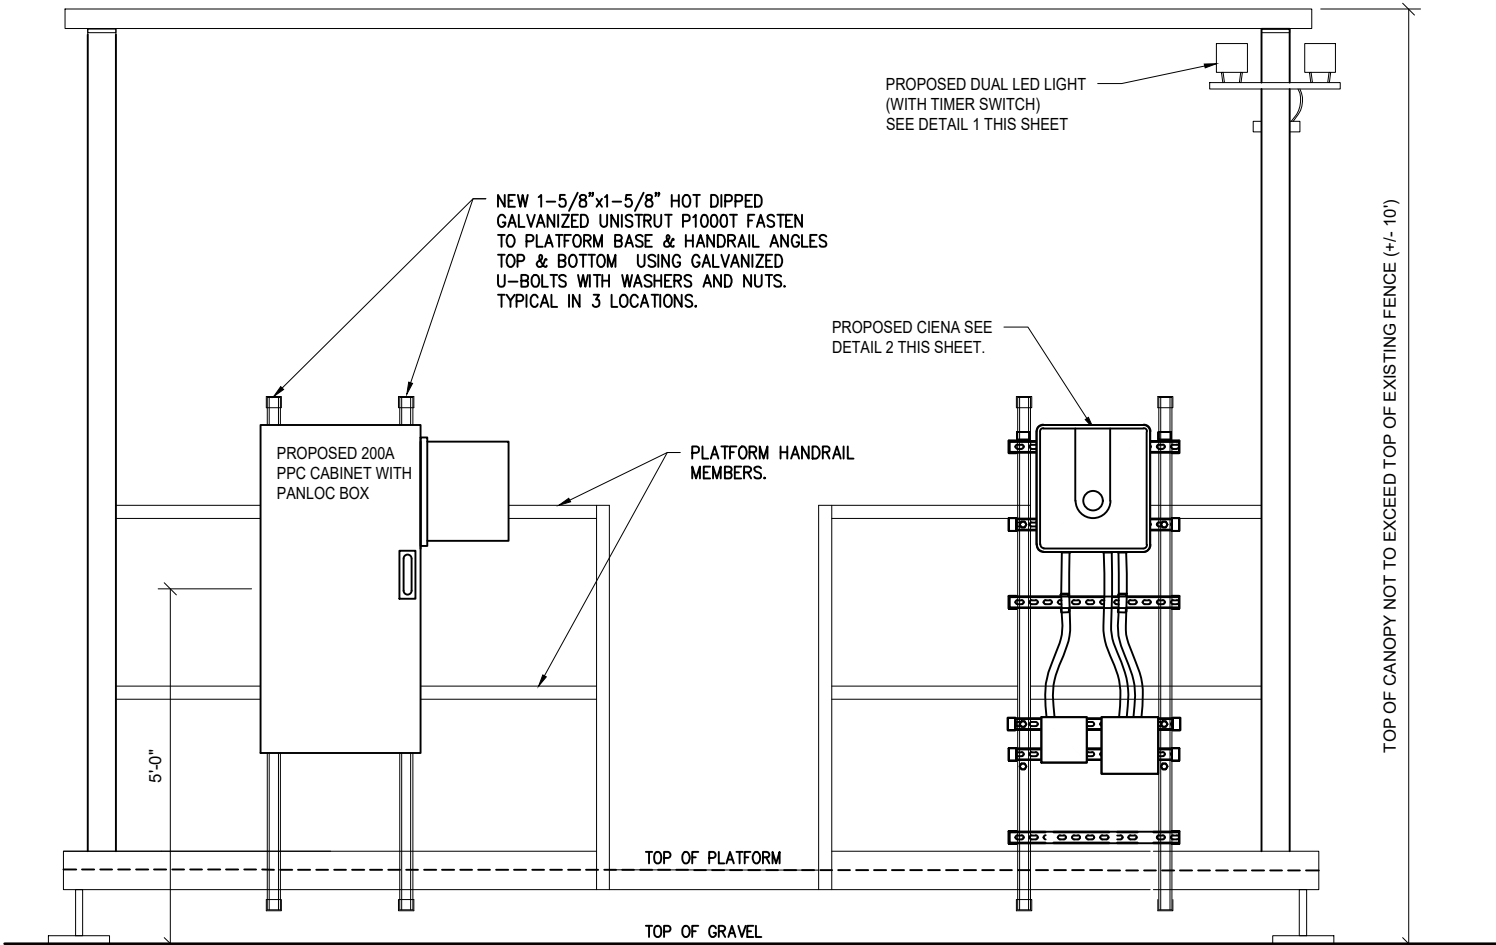 PROPOSED DUAL LED LIGHT
(WITH TIMER SWITCH)
SEE DETAIL 1 THIS SHEET
NEW 1-5/8"x1-5/8" HOT DIPPED
GALVANIZED UNISTRUT P1000T FASTEN
TO PLATFORM BASE & HANDRAIL ANGLES
TOP & BOTTOM USING GALVANIZED
U-BOLTS WITH WASHERS AND NUTS.
TYPICAL IN 3 LOCATIONS.
PROPOSED CIENA SEE
DETAIL 2 THIS SHEET.
PROPOSED 200A
PPC CABINET WITH
PANLOC BOX
PLATFORM HANDRAIL
MEMBERS.
5'-0"
TOP OF CANOPY NOT TO EXCEED TOP OF EXISTING FENCE (+/- 10')
TOP OF PLATFORM
TOP OF GRAVEL